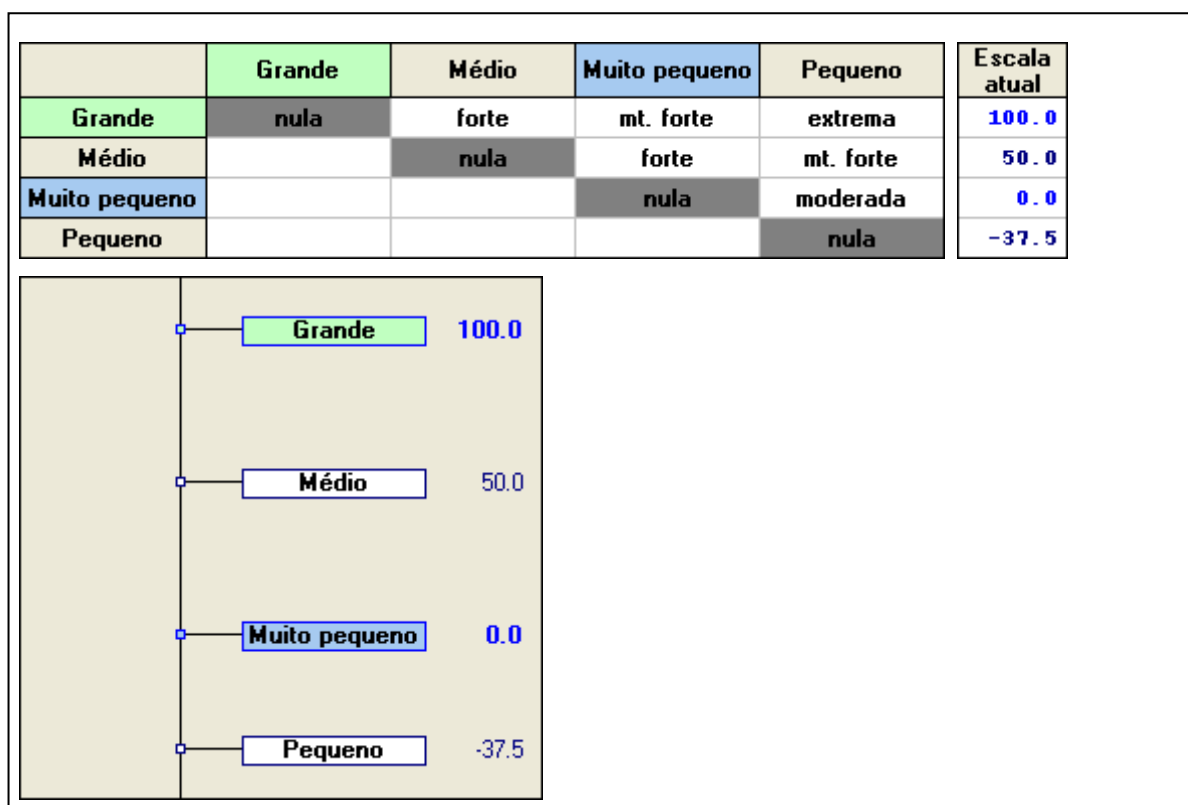 Grande Médio Muito pequeno Pequeno Escala
atual
Grande nula forte mt. forte extrema 100.0
Médio nula forte mt. forte 50.0
Muito pequeno nula moderada 0.0
Pequeno nula -37.5
Grande 100.0
Médio 50.0
Muito pequeno 0.0
Pequeno -37.5